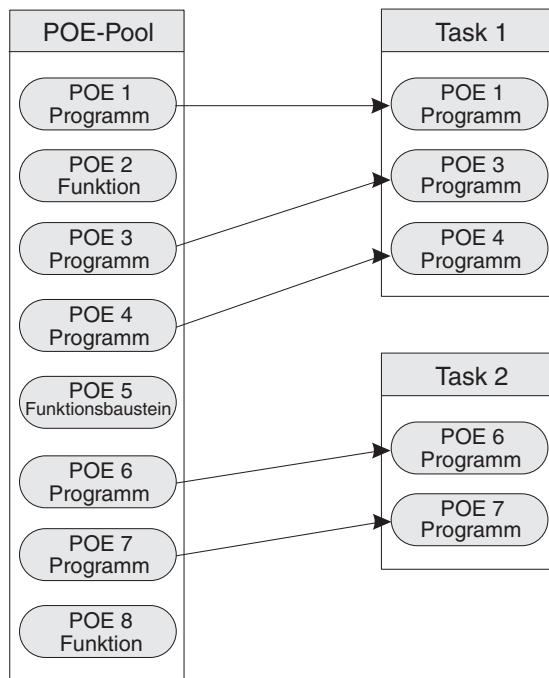 POE-Pool
POE 1
Programm
POE 2
Funktion
POE 3
Programm
POE 4
Programm
POE 5
Funktionsbaustein
POE 6
Programm
POE 7
Programm
POE 8
Funktion
Task 1
POE 1
Programm
POE 3
Programm
POE 4
Programm
Task 2
POE 6
Programm
POE 7
Programm